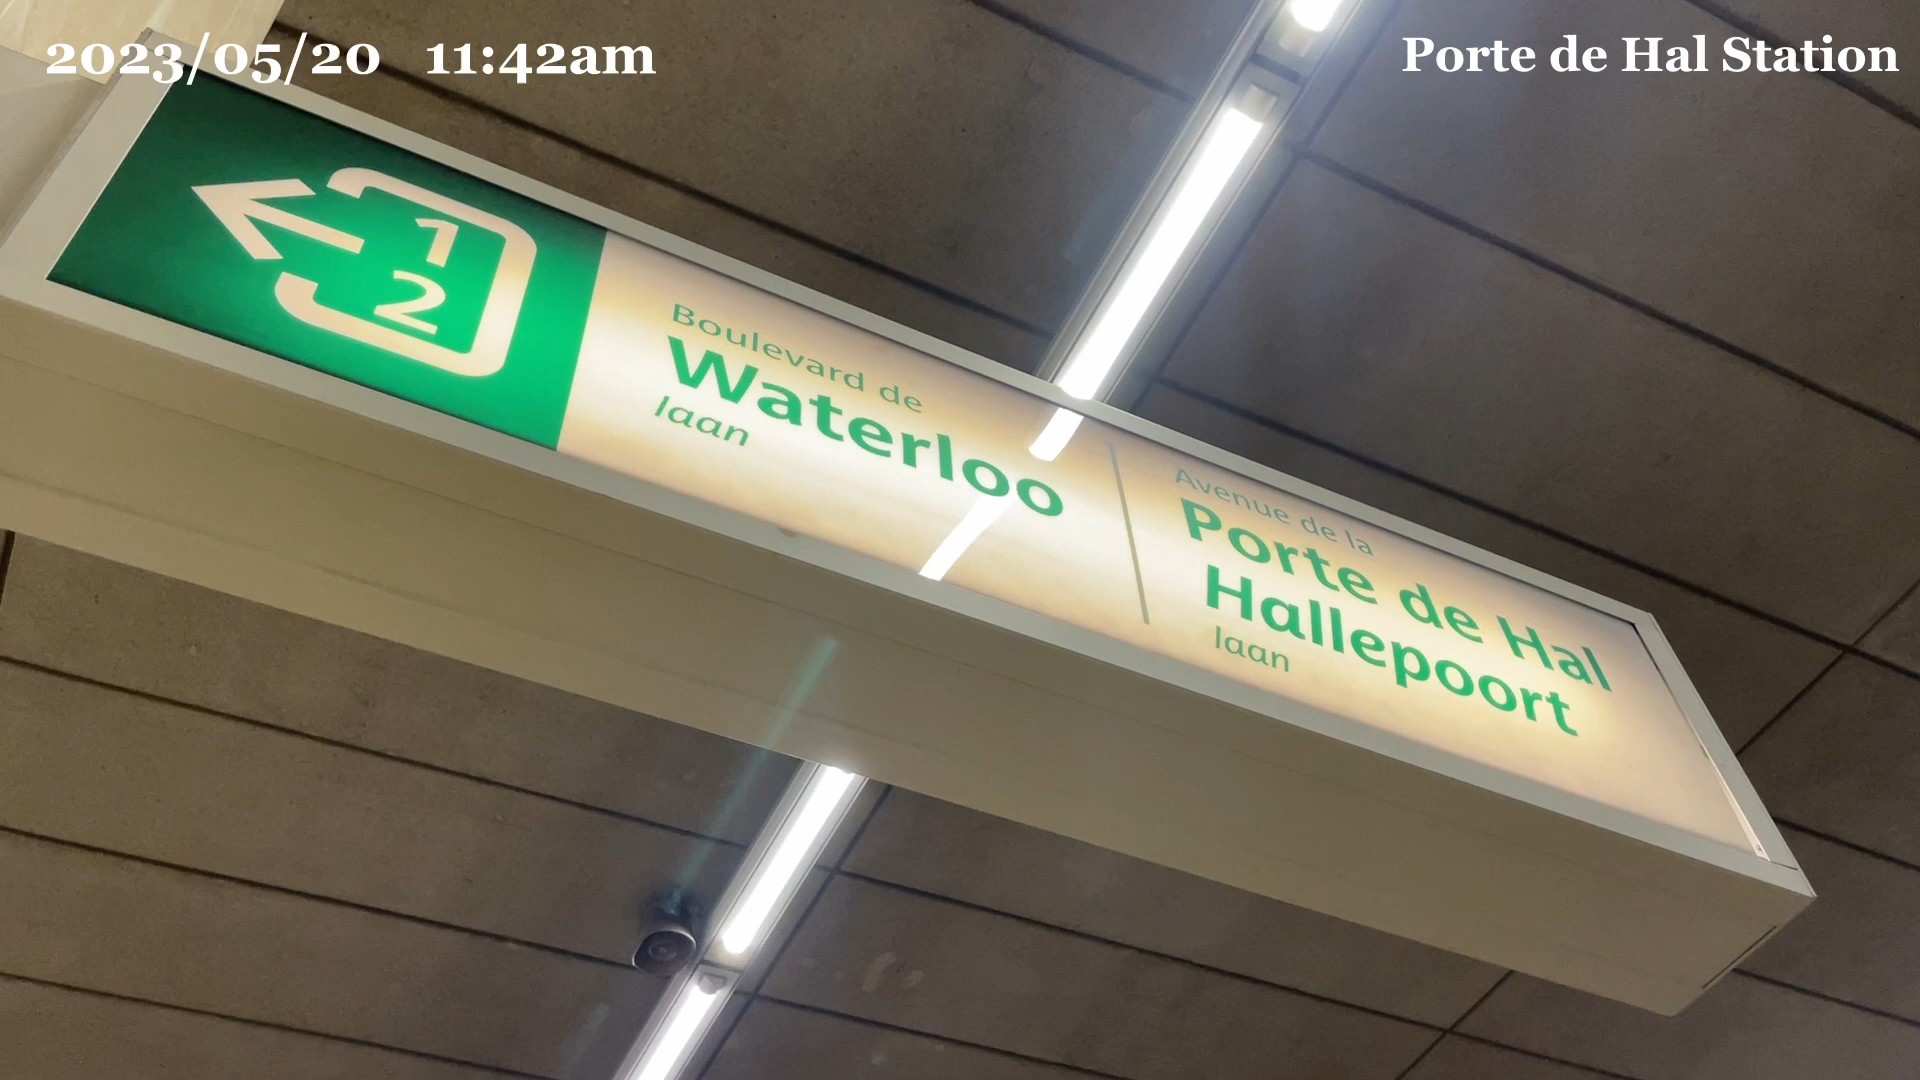 2023/05/20 11:42am
Porte de Hal Station
1
2
Boulevard de
Waterloo
laan
Avenue de la
Porte de Hal
Hallepoort
laan